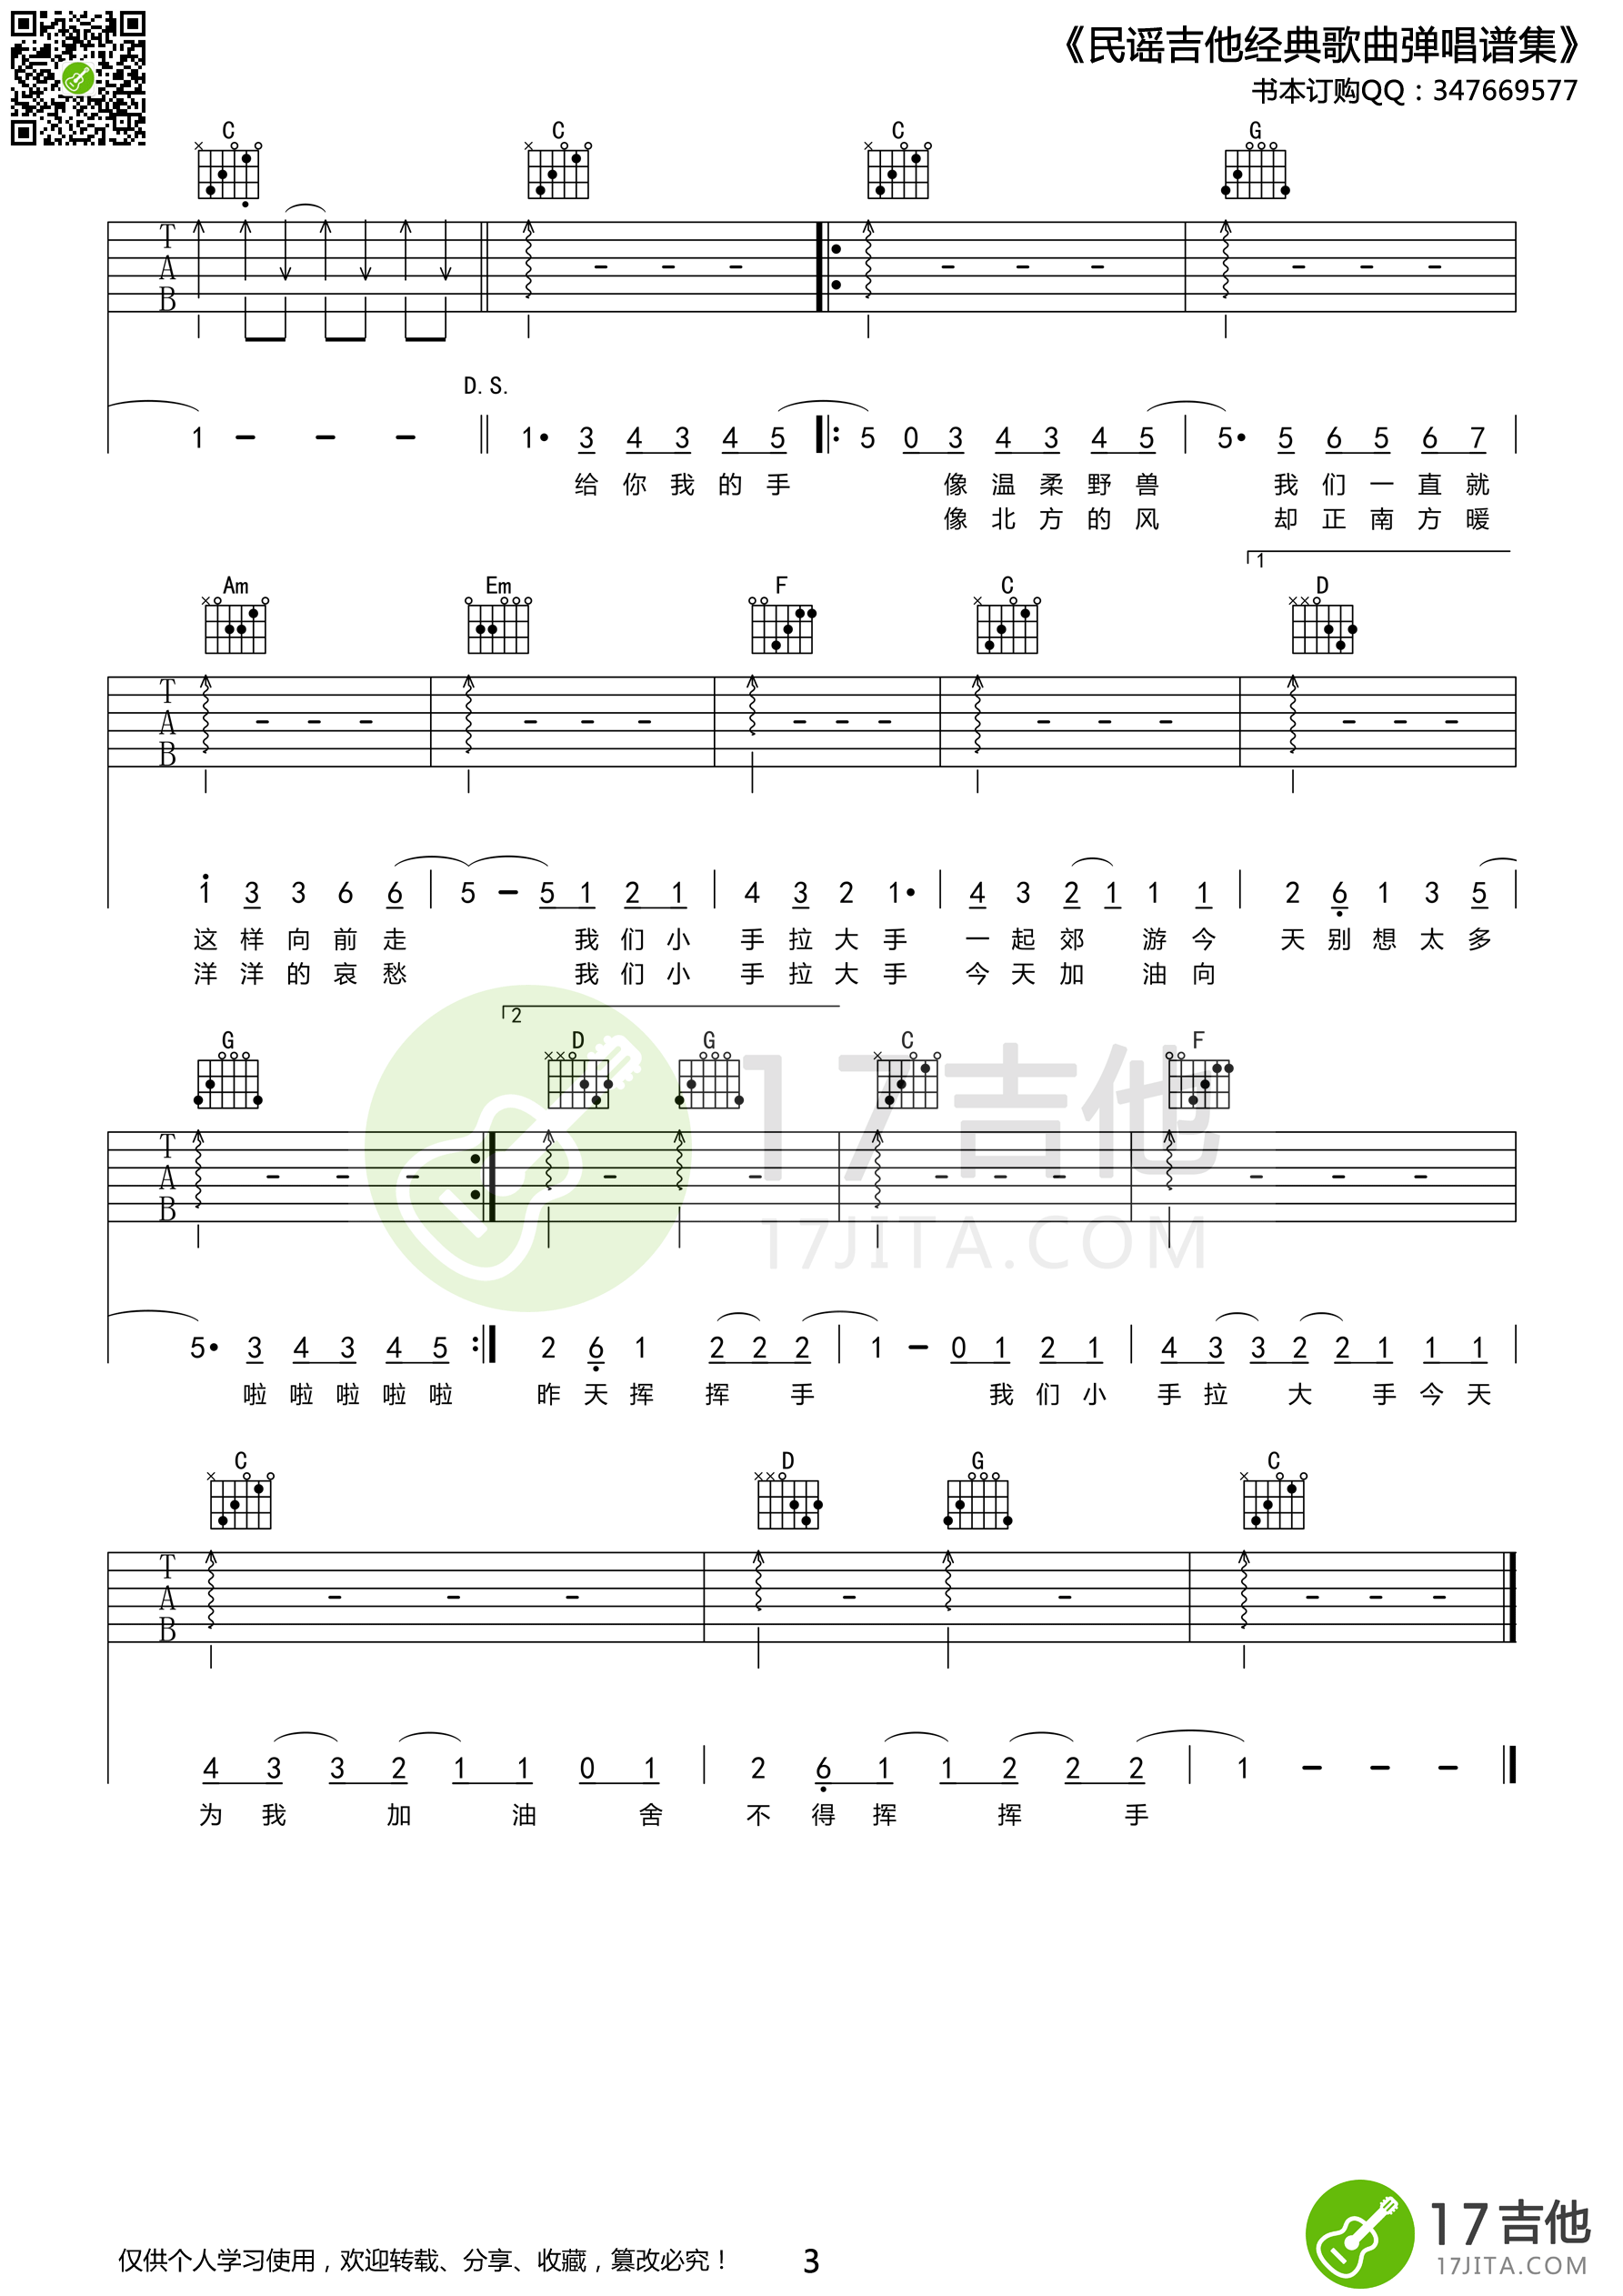 《民谣吉他经典歌曲弹唱谱集》
书本订购QQ：347669577
C C C G
T
A
B
D.S.
1 - - - 1· 3 4 3 4 5 5 0 3 4 3 4 5 5· 5 6 5 6 7
给你我的手 像温柔野兽 我们一直就
像北方的风 却正南方暖
1
Am Em F C D
T
A
B
1 3 3 6 6 5 - 5 1 2 1 4 3 2 1· 4 3 2 1 1 1 2 6 1 3 5
这样向前走 我们小手拉大手 一起郊游今天别想太多
洋洋的哀愁 我们小手拉大手 今天加油向
2
G D G C F
T
A
B
5· 3 4 3 4 5 2 6 1 2 2 2 1 - 0 1 2 1 4 3 3 2 2 1 1 1
啦啦啦啦啦 昨天挥挥手 我们小手拉大手今天
C D G C
T
A
B
4 3 3 2 1 1 0 1 2 6 1 1 2 2 2 1 - - -
为我加油舍不得挥挥手
17吉他
17JITA.COM
仅供个人学习使用，欢迎转载、分享、收藏，篡改必究！ 3
17吉他
17JITA.COM